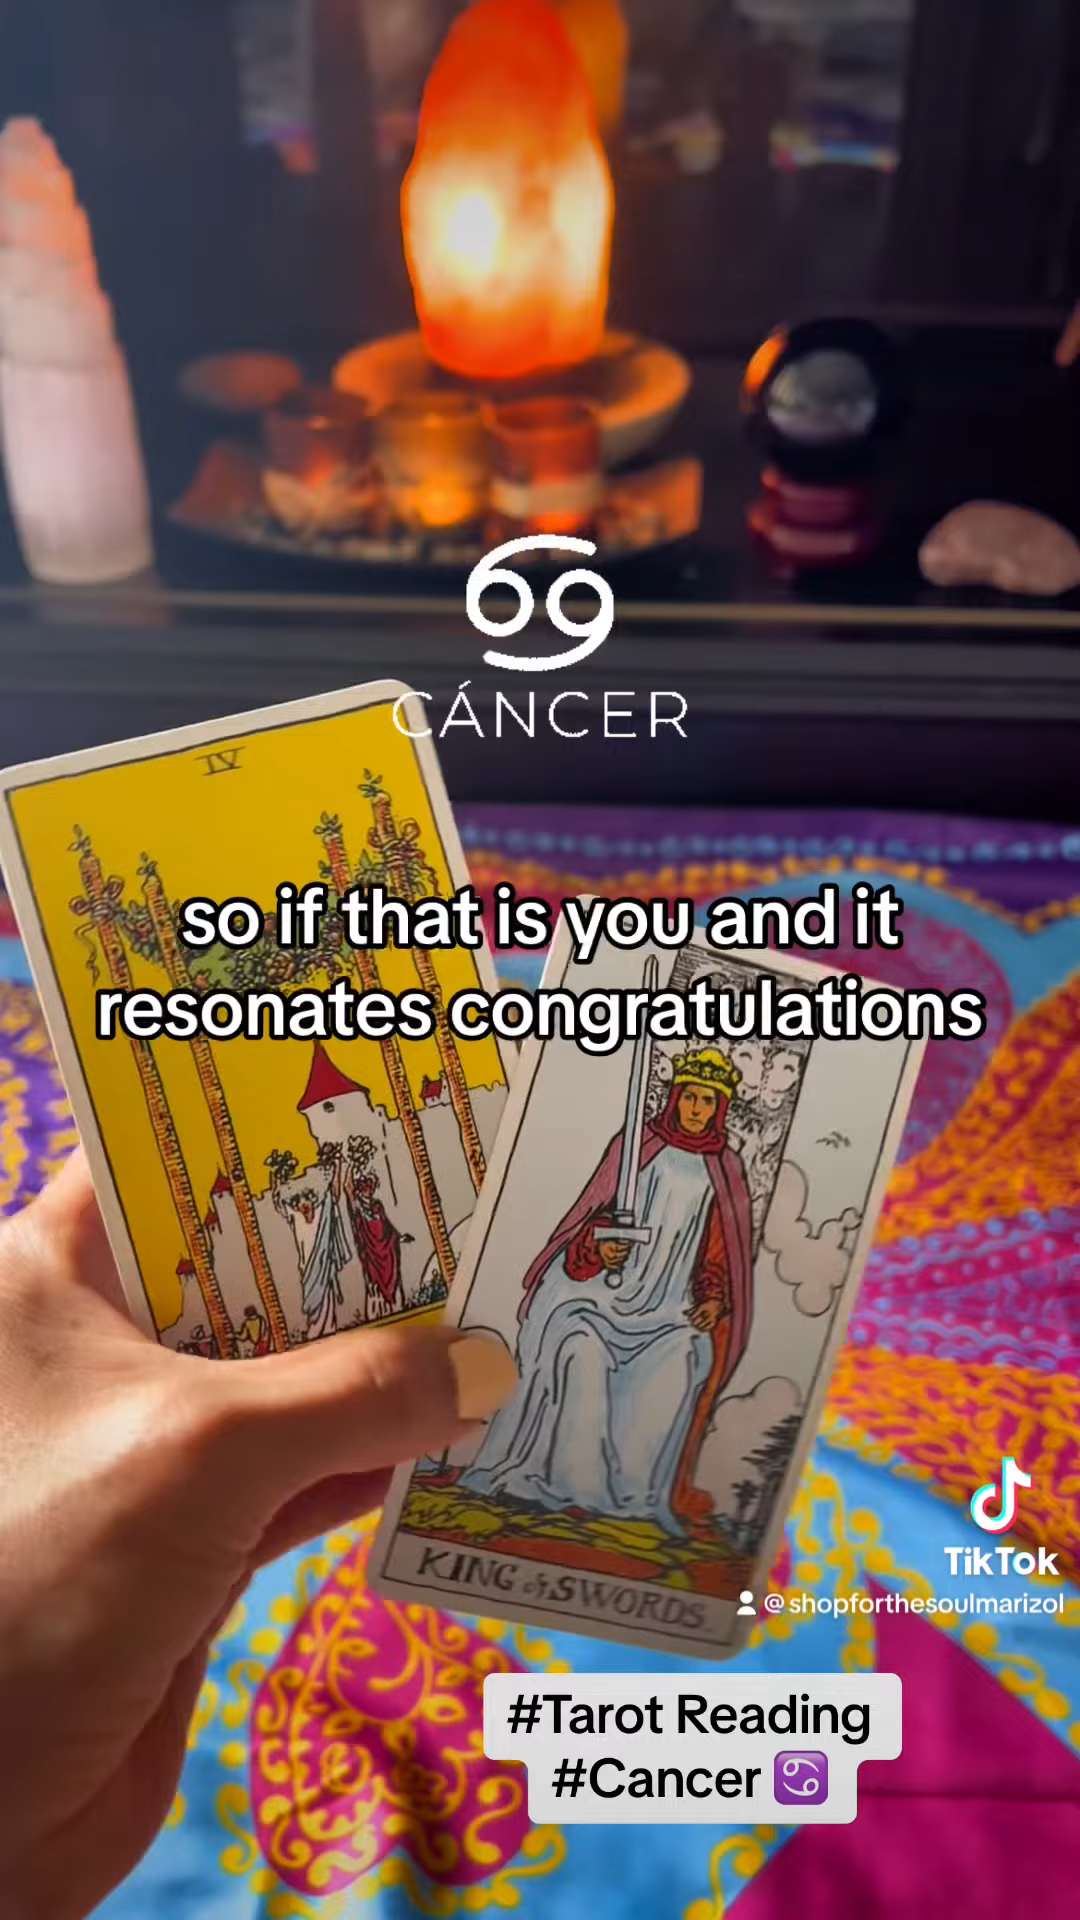 CÁNCER
IV
so if that is you and it
resonates congratulations
KING of SWORDS.
TikTok
@shopforthesoulmarizol
#Tarot Reading
#Cancer ♋